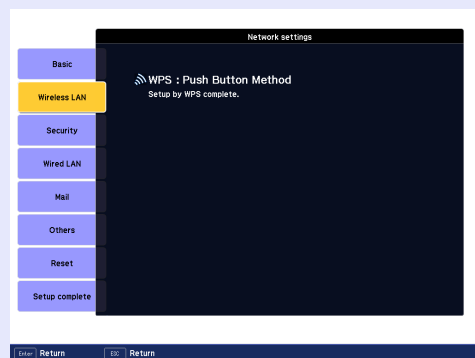 Network settings
Basic
Wireless LAN
Security
Wired LAN
Mail
Others
Reset
Setup complete
WPS : Push Button Method
Setup by WPS complete.
Enter Return ESC Return